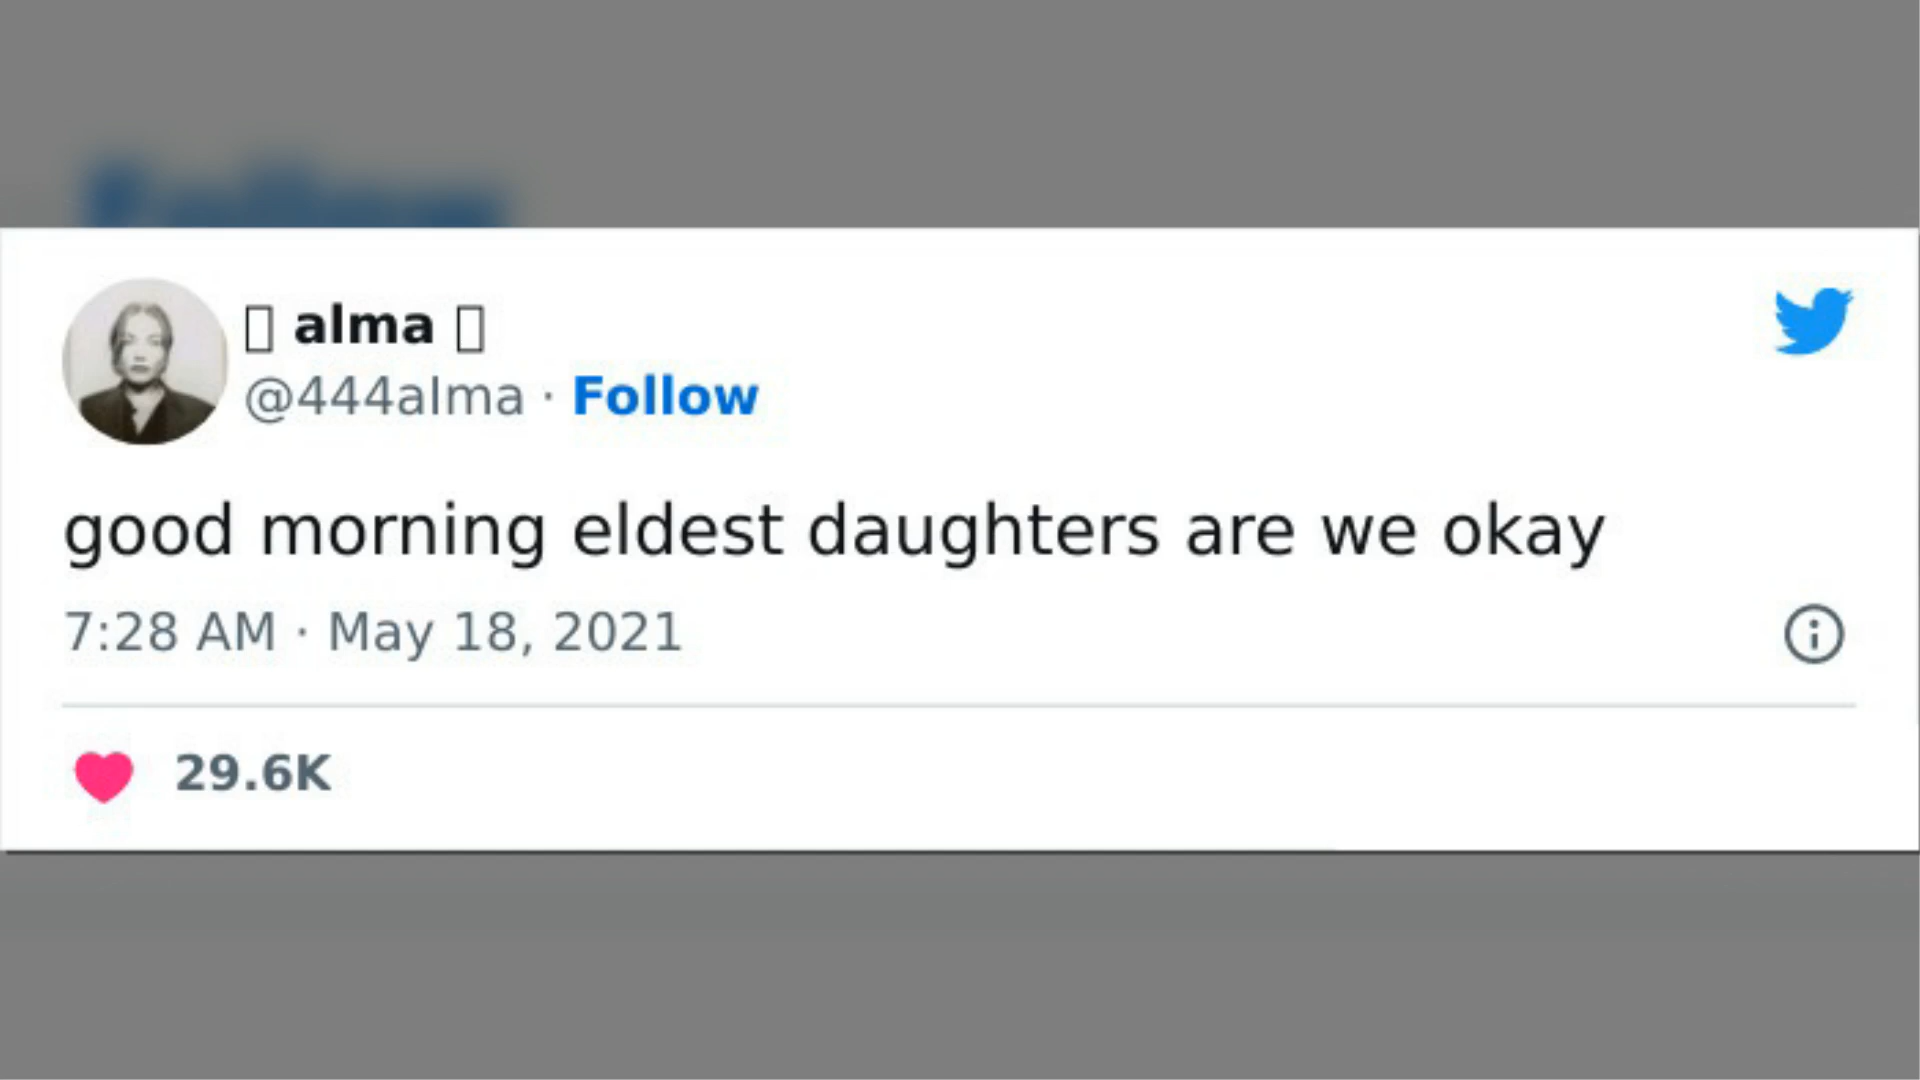 alma
@444alma · Follow
good morning eldest daughters are we okay
7:28 AM · May 18, 2021
29.6K